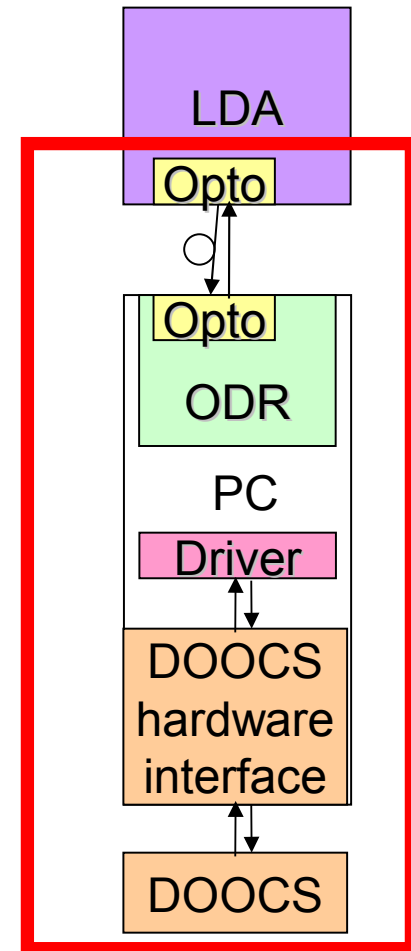 LDA
Opto
Opto
ODR
PC
Driver
DOOCS
hardware
interface
DOOCS